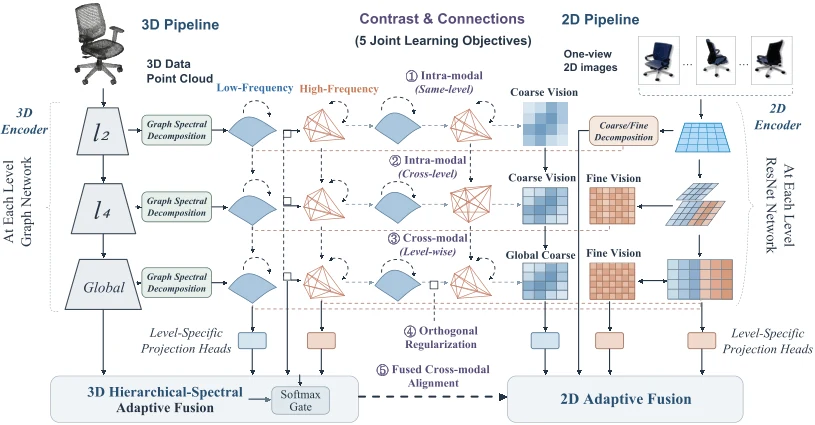 3D Pipeline
Contrast & Connections
(5 Joint Learning Objectives)
2D Pipeline
3D Data
Point Cloud
One-view
2D images
Low-Frequency
High-Frequency
① Intra-modal
(Same-level)
Coarse Vision
3D
Encoder
2D
Encoder
l2
Graph Spectral
Decomposition
Coarse/Fine
Decomposition
② Intra-modal
(Cross-level)
Coarse Vision
Fine Vision
At Each Level
Graph Network
At Each Level
ResNet Network
l4
Graph Spectral
Decomposition
③ Cross-modal
(Level-wise)
Global Coarse
Fine Vision
Global
Graph Spectral
Decomposition
Level-Specific
Projection Heads
④ Orthogonal
Regularization
Level-Specific
Projection Heads
⑤ Fused Cross-modal
Alignment
3D Hierarchical-Spectral
Adaptive Fusion
Softmax
Gate
2D Adaptive Fusion